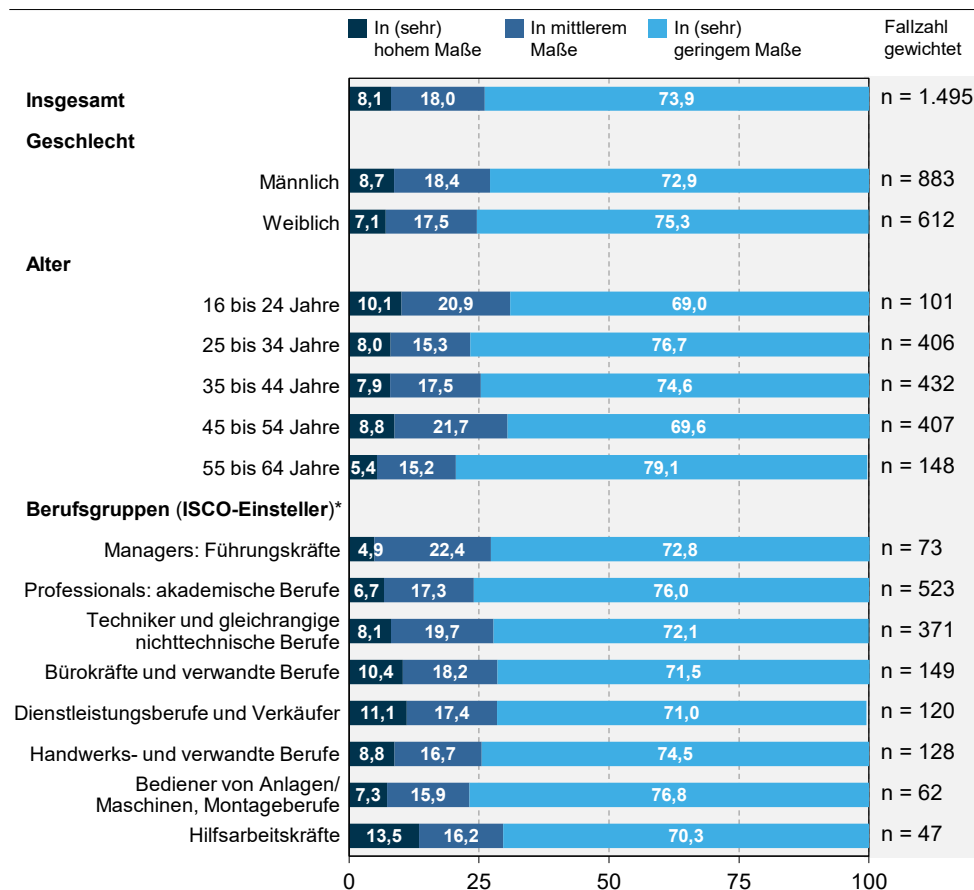 In (sehr) hohem Maße
In mittlerem Maße
In (sehr) geringem Maße
Fallzahl gewichtet
Insgesamt 8,1 18,0 73,9 n = 1.495
Geschlecht
Männlich 8,7 18,4 72,9 n = 883
Weiblich 7,1 17,5 75,3 n = 612
Alter
16 bis 24 Jahre 10,1 20,9 69,0 n = 101
25 bis 34 Jahre 8,0 15,3 76,7 n = 406
35 bis 44 Jahre 7,9 17,5 74,6 n = 432
45 bis 54 Jahre 8,8 21,7 69,6 n = 407
55 bis 64 Jahre 5,4 15,2 79,1 n = 148
Berufsgruppen (ISCO-Einsteller)*
Managers: Führungskräfte 4,9 22,4 72,8 n = 73
Professionals: akademische Berufe 6,7 17,3 76,0 n = 523
Techniker und gleichrangige
nichttechnische Berufe 8,1 19,7 72,1 n = 371
Bürokräfte und verwandte Berufe 10,4 18,2 71,5 n = 149
Dienstleistungsberufe und Verkäufer 11,1 17,4 71,0 n = 120
Handwerks- und verwandte Berufe 8,8 16,7 74,5 n = 128
Bediener von Anlagen/
Maschinen, Montageberufe 7,3 15,9 76,8 n = 62
Hilfsarbeitskräfte 13,5 16,2 70,3 n = 47
0 25 50 75 100